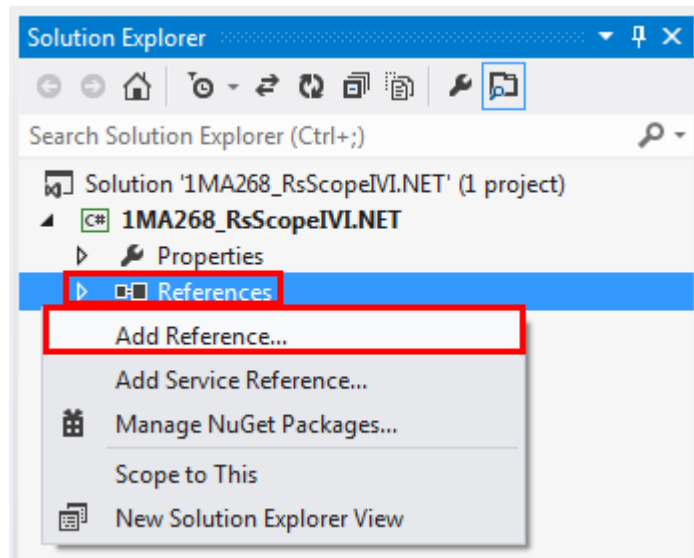 Solution Explorer
Search Solution Explorer (Ctrl+;)
Solution '1MA268_RsScopeIVI.NET' (1 project)
C# 1MA268_RsScopeIVI.NET
Properties
References
Add Reference...
Add Service Reference...
Manage NuGet Packages...
Scope to This
New Solution Explorer View